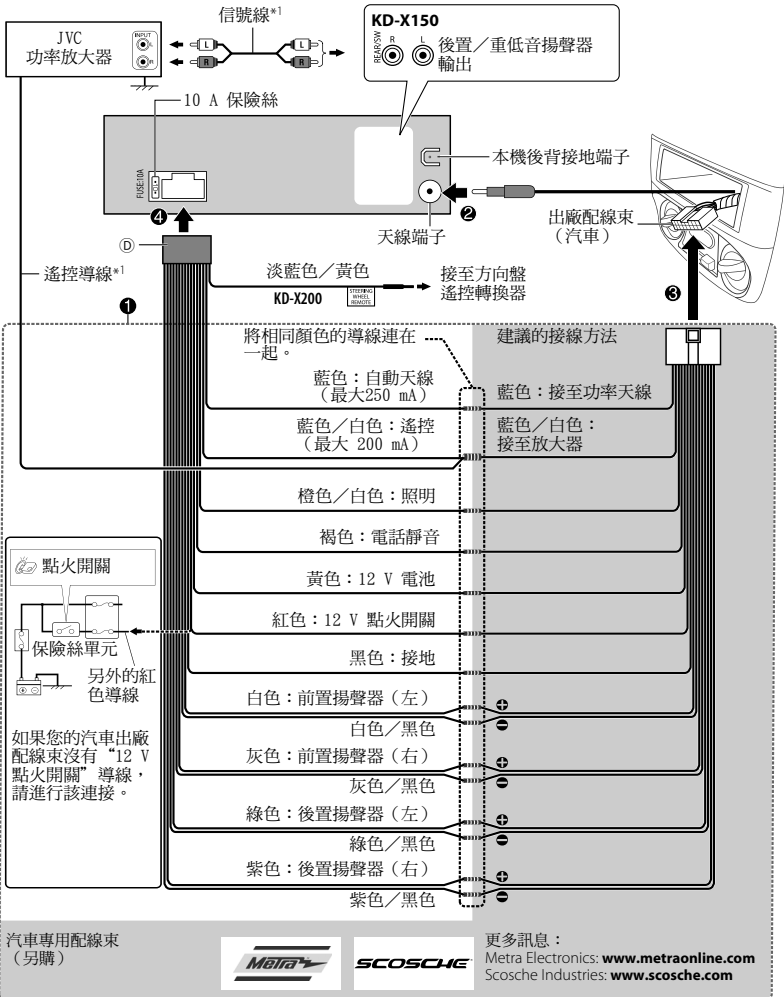 信號線*1
JVC
功率放大器
INPUT
L
R
L
R
L
R
KD-X150
REAR/SW
R
L
後置／重低音揚聲器
輸出
10 A 保險絲
FUSE:10A
本機後背接地端子
❹
❷
天線端子
出廠配線束
（汽車）
Ⓓ
遙控導線*1
淡藍色／黃色
KD-X200
STEERING
WHEEL
REMOTE
接至方向盤
遙控轉換器
❸
❶
將相同顏色的導線連在
一起。
建議的接線方法
藍色：自動天線
（最大250 mA）
藍色：接至功率天線
藍色／白色：遙控
（最大 200 mA）
藍色／白色：
接至放大器
橙色／白色：照明
褐色：電話靜音
黃色：12 V 電池
紅色：12 V 點火開關
黑色：接地
白色：前置揚聲器（左）
⊕
白色／黑色
⊖
灰色：前置揚聲器（右）
⊕
灰色／黑色
⊖
綠色：後置揚聲器（左）
⊕
綠色／黑色
⊖
紫色：後置揚聲器（右）
⊕
紫色／黑色
⊖
點火開關
保險絲單元
另外的紅
色導線
⊕ ⊖
如果您的汽車出廠
配線束沒有“12 V
點火開關”導線，
請進行該連接。
汽車專用配線束
（另購）
Metra
SCOSCHE
更多訊息：
Metra Electronics: www.metraonline.com
Scosche Industries: www.scosche.com